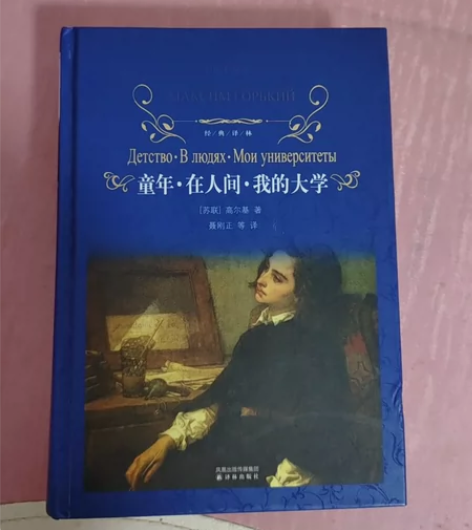 МАКСИМ ГОРЬКИЙ
经/典/译/林
Детство·В людях·Мои университеты
童年·在人间·我的大学
[苏联] 高尔基 著
聂刚正 等 译
凤凰出版传媒集团
译林出版社